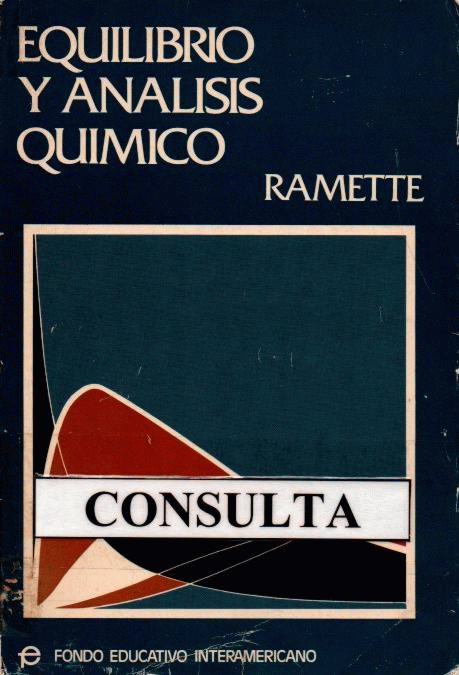 EQUILIBRIO
Y ANALISIS
QUIMICO
RAMETTE
CONSULTA
FONDO EDUCATIVO INTERAMERICANO